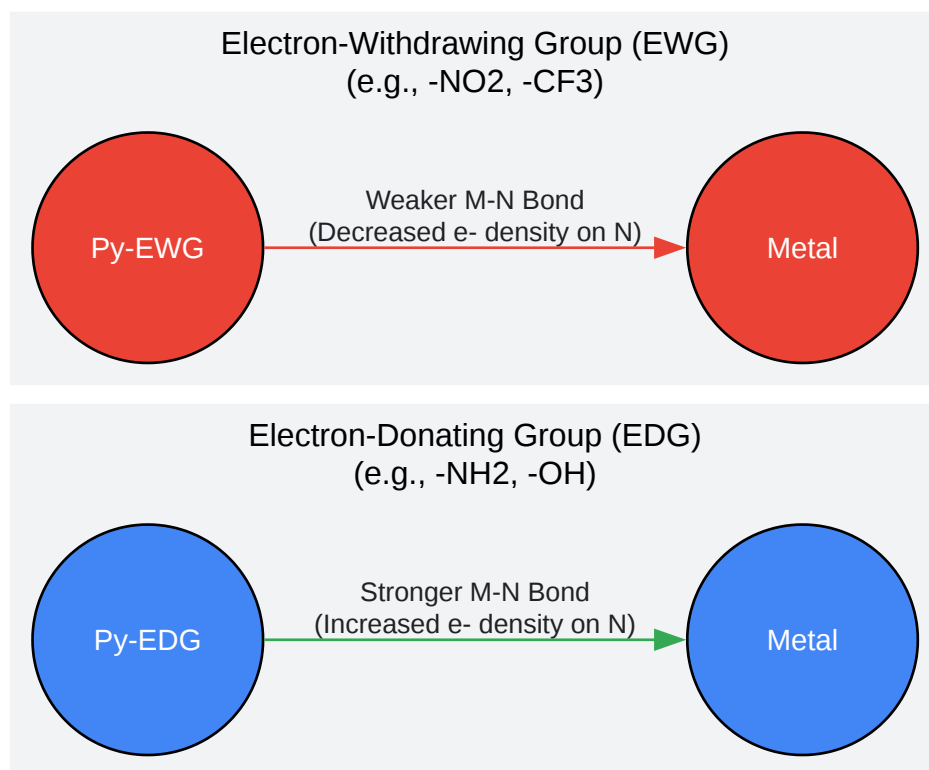 Electron-Withdrawing Group (EWG)
(e.g., -NO2, -CF3)
Weaker M-N Bond
(Decreased e- density on N)
Py-EWG
Metal
Electron-Donating Group (EDG)
(e.g., -NH2, -OH)
Stronger M-N Bond
(Increased e- density on N)
Py-EDG
Metal